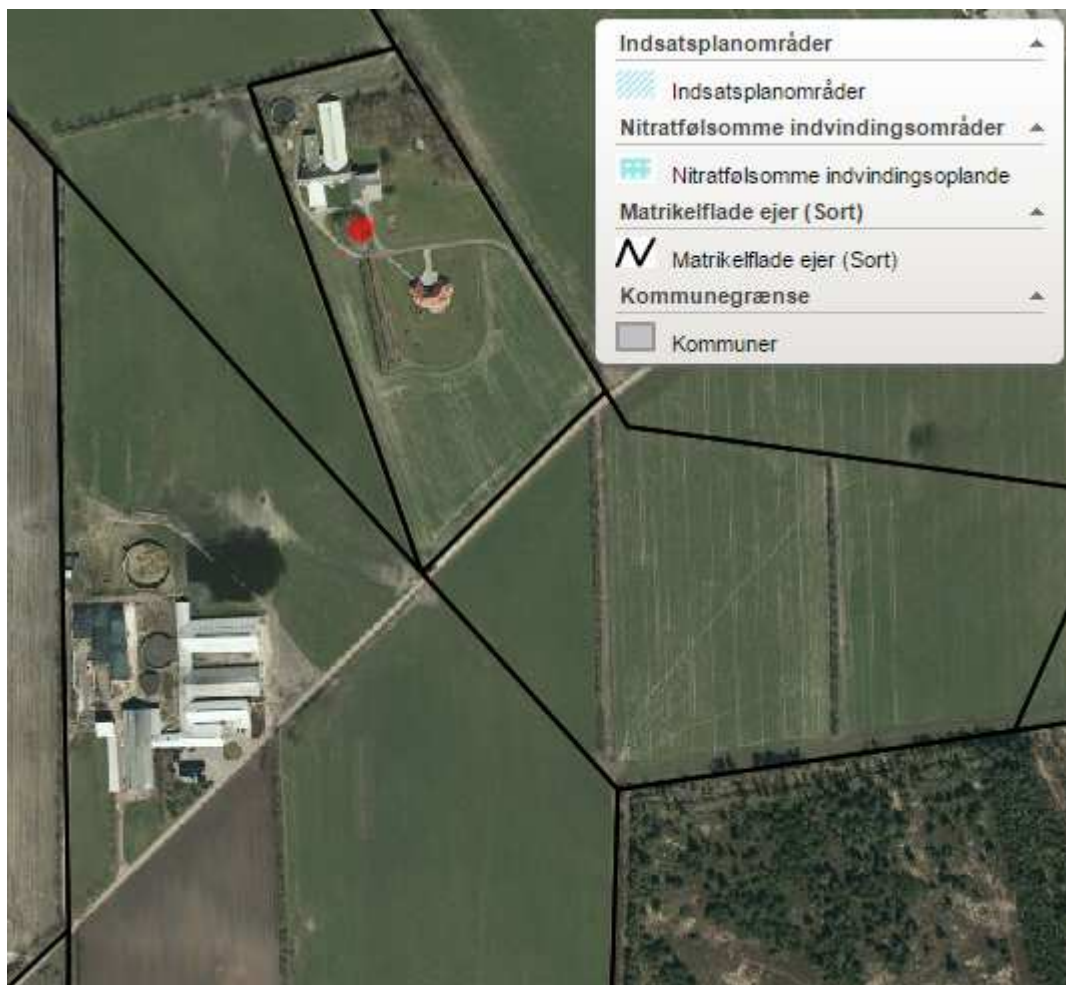 Indsatsplanområder
Indsatsplanområder
Nitratfølsomme indvindingsområder
Nitratfølsomme indvindingsoplande
Matrikelflade ejer (Sort)
Matrikelflade ejer (Sort)
Kommunegrænse
Kommuner